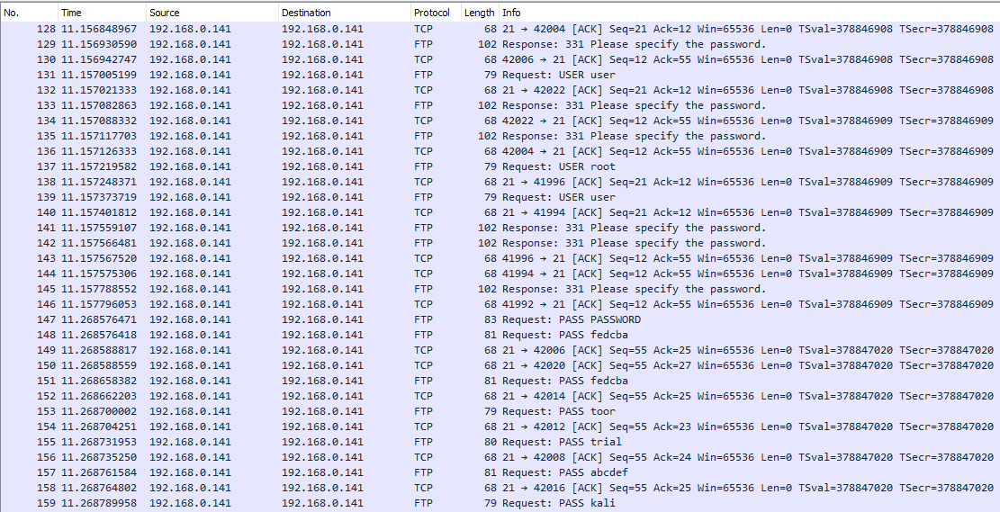 No. Time Source Destination Protocol Length Info
128 11.156848967 192.168.0.141 192.168.0.141 TCP 68 21 → 42004 [ACK] Seq=21 Ack=12 Win=65536 Len=0 TSval=378846908 TSecr=378846908
129 11.156930590 192.168.0.141 192.168.0.141 FTP 102 Response: 331 Please specify the password.
130 11.156942747 192.168.0.141 192.168.0.141 TCP 68 42006 → 21 [ACK] Seq=12 Ack=55 Win=65536 Len=0 TSval=378846908 TSecr=378846908
131 11.157005199 192.168.0.141 192.168.0.141 FTP 79 Request: USER user
132 11.157021333 192.168.0.141 192.168.0.141 TCP 68 21 → 42022 [ACK] Seq=21 Ack=12 Win=65536 Len=0 TSval=378846908 TSecr=378846908
133 11.157082863 192.168.0.141 192.168.0.141 FTP 102 Response: 331 Please specify the password.
134 11.157088332 192.168.0.141 192.168.0.141 TCP 68 42022 → 21 [ACK] Seq=12 Ack=55 Win=65536 Len=0 TSval=378846909 TSecr=378846909
135 11.157117703 192.168.0.141 192.168.0.141 FTP 102 Response: 331 Please specify the password.
136 11.157126333 192.168.0.141 192.168.0.141 TCP 68 42004 → 21 [ACK] Seq=12 Ack=55 Win=65536 Len=0 TSval=378846909 TSecr=378846909
137 11.157219582 192.168.0.141 192.168.0.141 FTP 79 Request: USER root
138 11.157248371 192.168.0.141 192.168.0.141 TCP 68 21 → 41996 [ACK] Seq=21 Ack=12 Win=65536 Len=0 TSval=378846909 TSecr=378846909
139 11.157373719 192.168.0.141 192.168.0.141 FTP 79 Request: USER user
140 11.157401812 192.168.0.141 192.168.0.141 TCP 68 21 → 41994 [ACK] Seq=21 Ack=12 Win=65536 Len=0 TSval=378846909 TSecr=378846909
141 11.157559107 192.168.0.141 192.168.0.141 FTP 102 Response: 331 Please specify the password.
142 11.157566481 192.168.0.141 192.168.0.141 FTP 102 Response: 331 Please specify the password.
143 11.157567520 192.168.0.141 192.168.0.141 TCP 68 41996 → 21 [ACK] Seq=12 Ack=55 Win=65536 Len=0 TSval=378846909 TSecr=378846909
144 11.157575306 192.168.0.141 192.168.0.141 TCP 68 41994 → 21 [ACK] Seq=12 Ack=55 Win=65536 Len=0 TSval=378846909 TSecr=378846909
145 11.157788552 192.168.0.141 192.168.0.141 FTP 102 Response: 331 Please specify the password.
146 11.157796053 192.168.0.141 192.168.0.141 TCP 68 41992 → 21 [ACK] Seq=12 Ack=55 Win=65536 Len=0 TSval=378846909 TSecr=378846909
147 11.268576471 192.168.0.141 192.168.0.141 FTP 83 Request: PASS PASSWORD
148 11.268576418 192.168.0.141 192.168.0.141 FTP 81 Request: PASS fedcba
149 11.268588817 192.168.0.141 192.168.0.141 TCP 68 21 → 42006 [ACK] Seq=55 Ack=25 Win=65536 Len=0 TSval=378847020 TSecr=378847020
150 11.268588559 192.168.0.141 192.168.0.141 TCP 68 21 → 42020 [ACK] Seq=55 Ack=27 Win=65536 Len=0 TSval=378847020 TSecr=378847020
151 11.268658382 192.168.0.141 192.168.0.141 FTP 81 Request: PASS fedcba
152 11.268662203 192.168.0.141 192.168.0.141 TCP 68 21 → 42014 [ACK] Seq=55 Ack=25 Win=65536 Len=0 TSval=378847020 TSecr=378847020
153 11.268700002 192.168.0.141 192.168.0.141 FTP 79 Request: PASS toor
154 11.268704251 192.168.0.141 192.168.0.141 TCP 68 21 → 42012 [ACK] Seq=55 Ack=23 Win=65536 Len=0 TSval=378847020 TSecr=378847020
155 11.268731953 192.168.0.141 192.168.0.141 FTP 80 Request: PASS trial
156 11.268735250 192.168.0.141 192.168.0.141 TCP 68 21 → 42008 [ACK] Seq=55 Ack=24 Win=65536 Len=0 TSval=378847020 TSecr=378847020
157 11.268761584 192.168.0.141 192.168.0.141 FTP 81 Request: PASS abcdef
158 11.268764802 192.168.0.141 192.168.0.141 TCP 68 21 → 42016 [ACK] Seq=55 Ack=25 Win=65536 Len=0 TSval=378847020 TSecr=378847020
159 11.268789958 192.168.0.141 192.168.0.141 FTP 79 Request: PASS kali